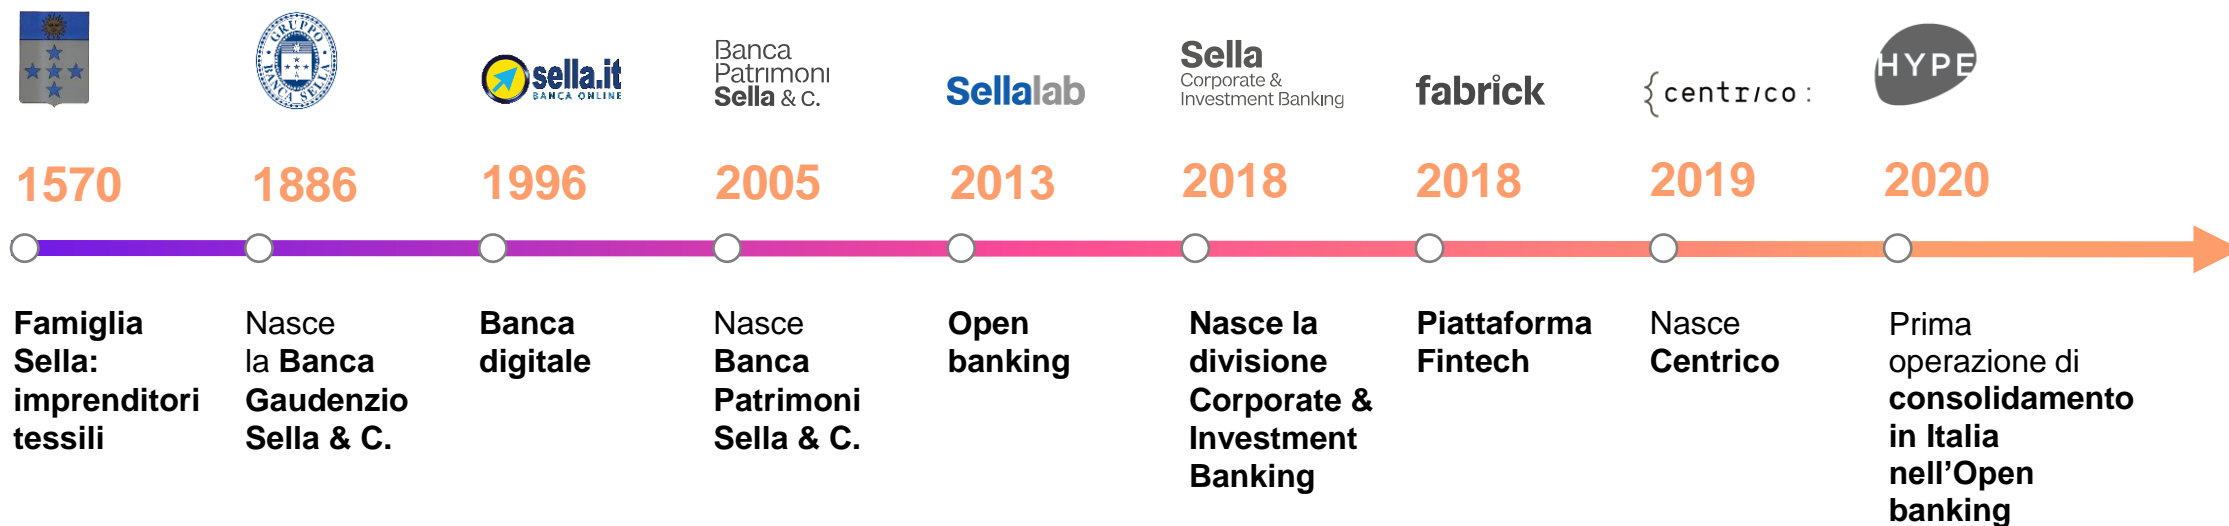 GRUPPO
BANCA SELLA
sella.it
BANCA ONLINE
Banca
Patrimoni
Sella & C.
Sellalab
Sella
Corporate &
Investment Banking
fabrick
{centrico:
HYPE
1570
1886
1996
2005
2013
2018
2018
2019
2020
Famiglia
Sella:
imprenditori
tessili
Nasce
la Banca
Gaudenzio
Sella & C.
Banca
digitale
Nasce
Banca
Patrimoni
Sella & C.
Open
banking
Nasce la
divisione
Corporate &
Investment
Banking
Piattaforma
Fintech
Nasce
Centrico
Prima
operazione di
consolidamento
in Italia
nell’Open
banking